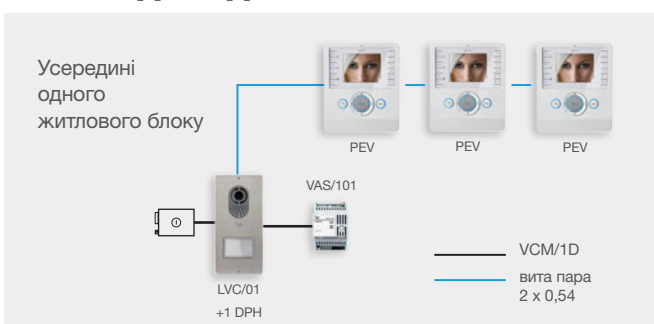 Усередині
одного
житлового блоку
PEV
PEV
PEV
VAS/101
LVC/01
+1 DPH
VCM/1D
вита пара
2 x 0,54